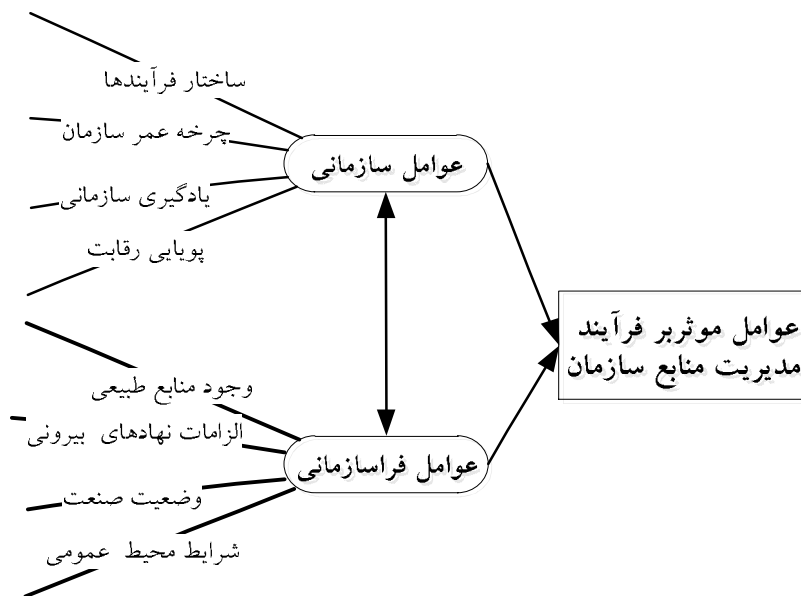 ساختار فرآیندها
چرخه عمر سازمان
عوامل سازمانی
یادگیری سازمانی
پویایی رقابت
عوامل موثربر فرآیند
مدیریت منابع سازمان
وجود منابع طبیعی
الزامات نهادهای بیرونی
عوامل فراسازمانی
وضعیت صنعت
شرایط محیط عمومی